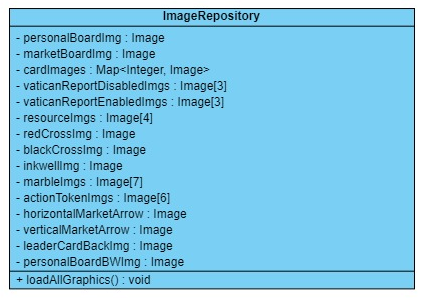 ImageRepository
- personalBoardImg : Image
- marketBoardImg : Image
- cardImages : Map<Integer, Image>
- vaticanReportDisabledImgs : Image[3]
- vaticanReportEnabledImgs : Image[3]
- resourceImgs : Image[4]
- redCrossImg : Image
- blackCrossImg : Image
- inkwellImg : Image
- marbleImgs : Image[7]
- actionTokenImgs : Image[6]
- horizontalMarketArrow : Image
- verticalMarketArrow : Image
- leaderCardBackImg : Image
- personalBoardBWImg : Image
+ loadAllGraphics() : void